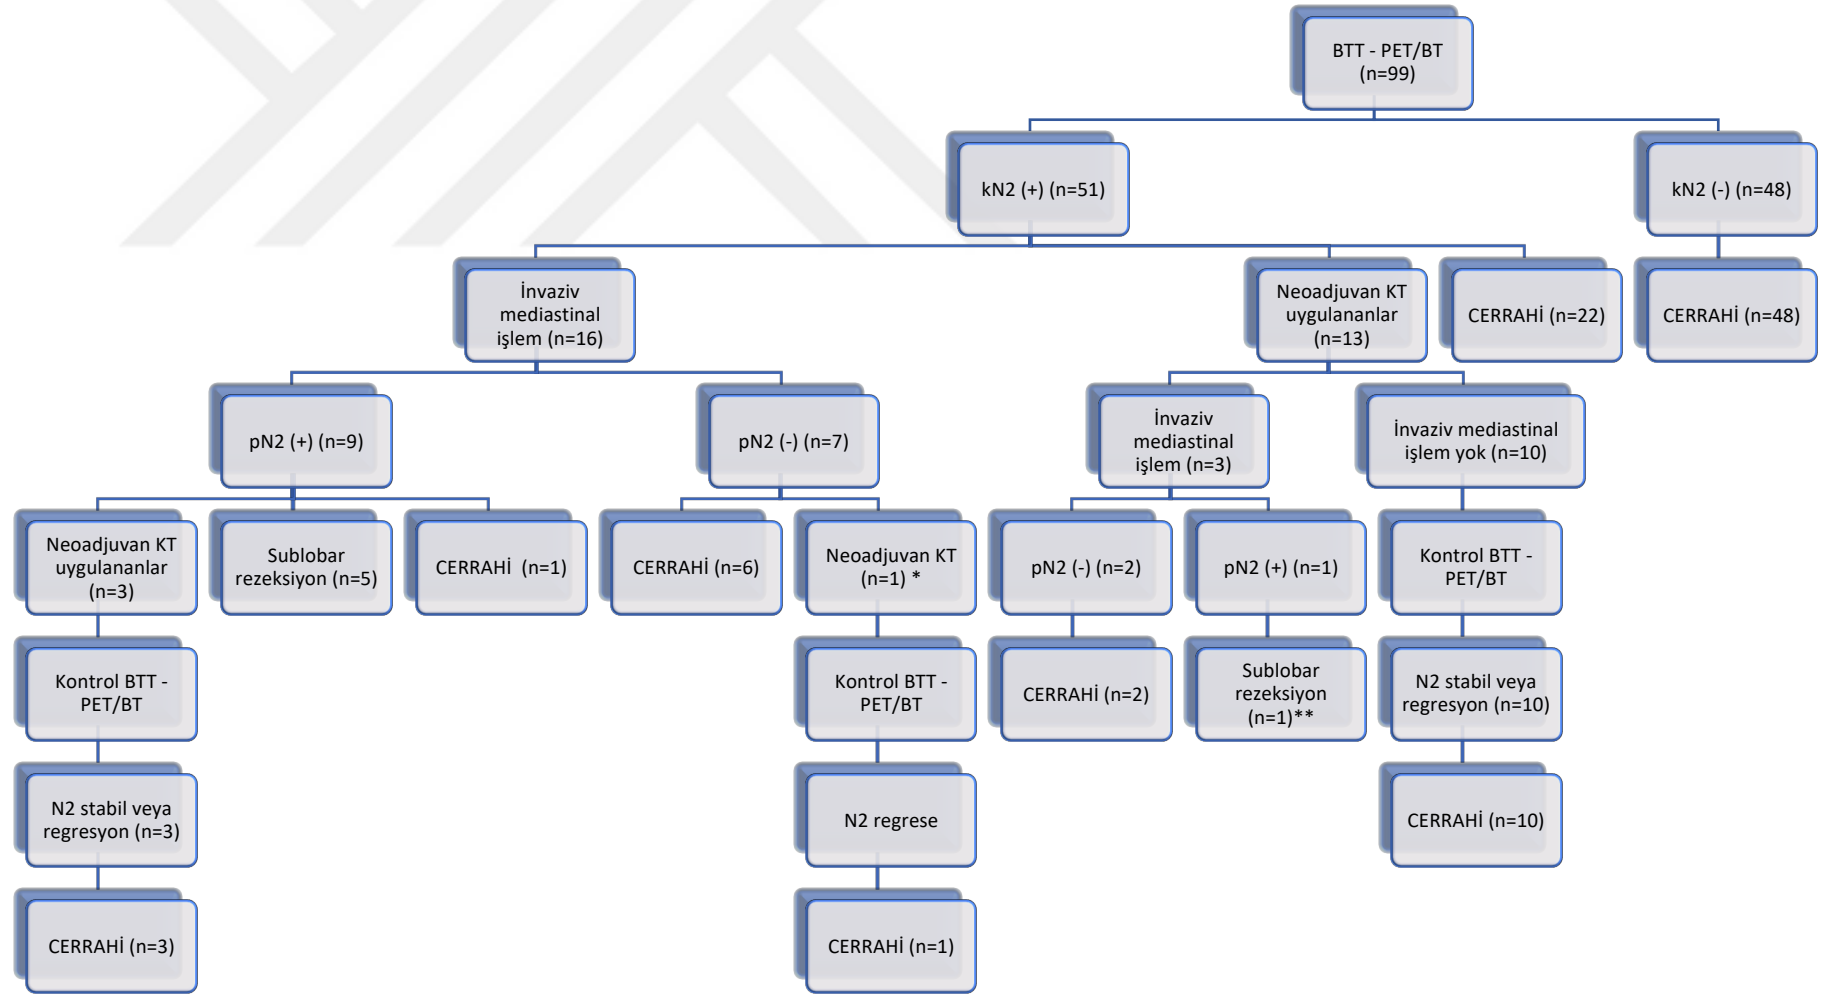 BTT - PET/BT
(n=99)
kN2 (+) (n=51)
kN2 (-) (n=48)
İnvaziv
mediastinal
işlem (n=16)
Neoadjuvan KT
uygulananlar
(n=13)
CERRAHİ (n=22)
CERRAHİ (n=48)
pN2 (+) (n=9)
pN2 (-) (n=7)
İnvaziv
mediastinal
işlem (n=3)
İnvaziv mediastinal
işlem yok (n=10)
Neoadjuvan KT
uygulananlar
(n=3)
Sublobar
rezeksiyon (n=5)
CERRAHİ (n=1)
CERRAHİ (n=6)
Neoadjuvan KT
(n=1) *
pN2 (-) (n=2)
pN2 (+) (n=1)
Kontrol BTT -
PET/BT
Kontrol BTT -
PET/BT
Kontrol BTT -
PET/BT
CERRAHİ (n=2)
Sublobar
rezeksiyon
(n=1)**
N2 stabil veya
regresyon (n=10)
N2 stabil veya
regresyon (n=3)
N2 regrese
CERRAHİ (n=10)
CERRAHİ (n=3)
CERRAHİ (n=1)